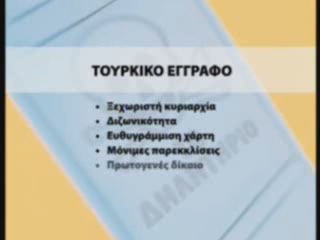 ΤΟΥΡΚΙΚΟ ΕΓΓΡΑΦΟ
• Ξεχωριστή κυριαρχία
• Διζωνικότητα
• Ευθυγράμμιση χάρτη
• Μόνιμες παρεκκλίσεις
• Πρωτογενές δίκαιο